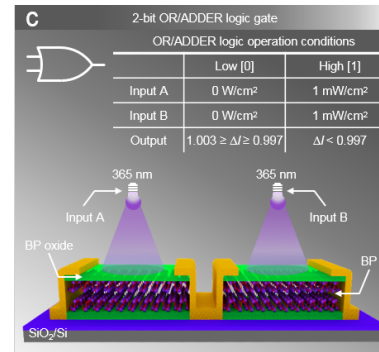 C
2-bit OR/ADDER logic gate
OR/ADDER logic operation conditions
Low [0] High [1]
Input A 0 W/cm² 1 mW/cm²
Input B 0 W/cm² 1 mW/cm²
Output 1.003 ≥ ΔI ≥ 0.997 ΔI < 0.997
365 nm 365 nm
Input A Input B
BP oxide
BP
SiO₂/Si